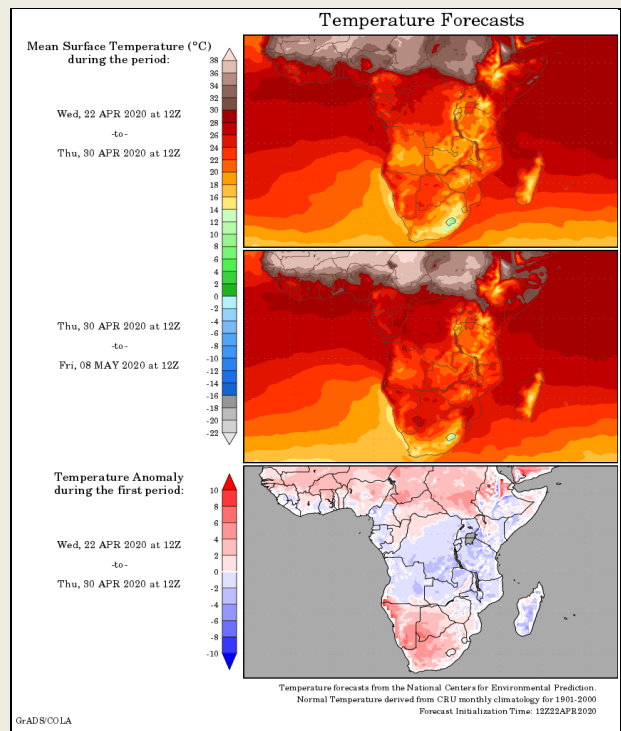 Temperature Forecasts
Mean Surface Temperature (°C)
during the period:
Wed, 22 APR 2020 at 12Z
-to-
Thu, 30 APR 2020 at 12Z
Thu, 30 APR 2020 at 12Z
-to-
Fri, 08 MAY 2020 at 12Z
38
36
34
32
30
28
26
24
22
20
18
16
14
12
10
8
6
4
2
0
-2
-4
-6
-8
-10
-12
-14
-16
-18
-20
-22
Temperature Anomaly
during the first period:
Wed, 22 APR 2020 at 12Z
-to-
Thu, 30 APR 2020 at 12Z
10
8
6
4
2
0
-2
-4
-6
-8
-10
Temperature forecasts from the National Centers for Environmental Prediction.
Normal Temperature derived from CRU monthly climatology for 1901-2000
Forecast Initialization Time: 12Z22APR2020
GrADS/COLA